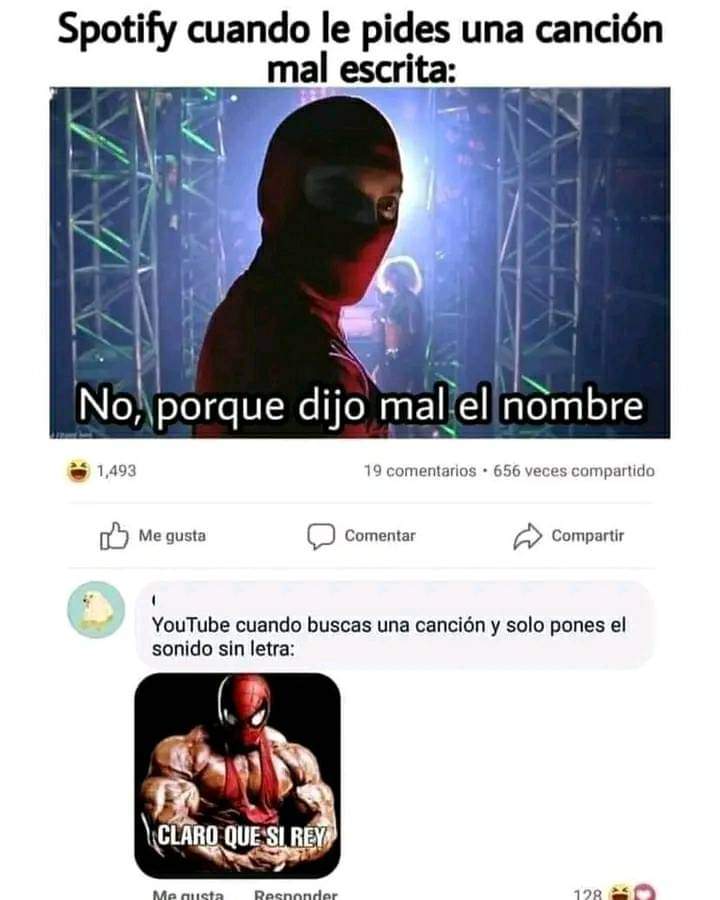 Spotify cuando le pides una canción
mal escrita:
No, porque dijo mal el nombre
1,493
19 comentarios • 656 veces compartido
Me gusta
Comentar
Compartir
YouTube cuando buscas una canción y solo pones el
sonido sin letra:
CLARO QUE SI REY
Me gusta
Responder
128